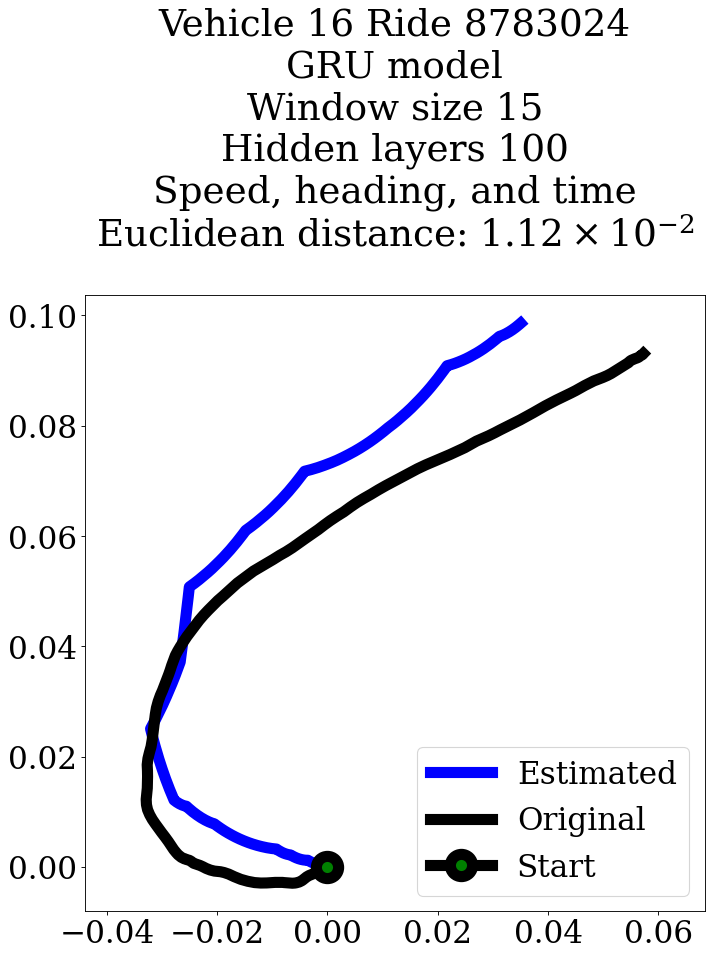 Vehicle 16 Ride 8783024
GRU model
Window size 15
Hidden layers 100
Speed, heading, and time
Euclidean distance: 1.12 × 10⁻²
0.10
0.08
0.06
0.04
0.02
0.00
Estimated
Original
Start
−0.04 −0.02 0.00 0.02 0.04 0.06